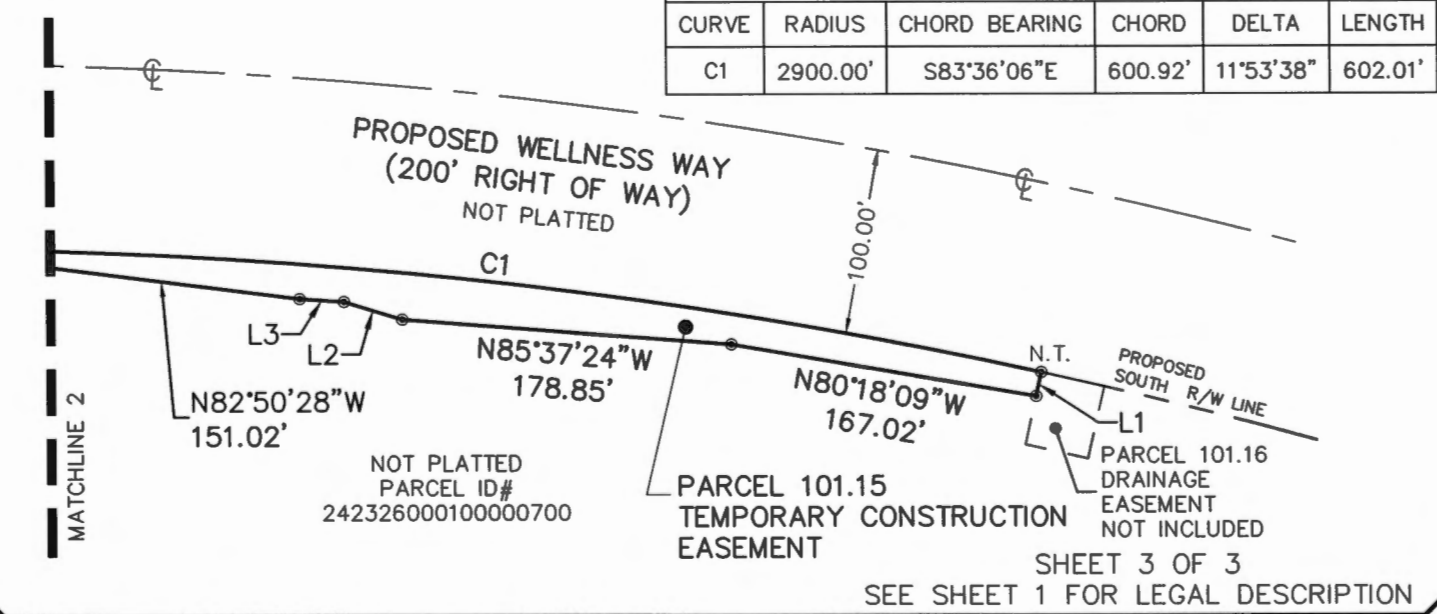 CURVE RADIUS CHORD BEARING CHORD DELTA LENGTH
C1 2900.00' S83°36'06"E 600.92' 11°53'38" 602.01'
℄
PROPOSED WELLNESS WAY
(200' RIGHT OF WAY)
NOT PLATTED
℄
100.00'
C1
L3
L2
N85°37'24"W
178.85'
N.T.
PROPOSED
SOUTH R/W LINE
N80°18'09"W
167.02'
L1
N82°50'28"W
151.02'
MATCHLINE 2
NOT PLATTED
PARCEL ID#
242326000100000700
PARCEL 101.15
TEMPORARY CONSTRUCTION
EASEMENT
PARCEL 101.16
DRAINAGE
EASEMENT
NOT INCLUDED
SHEET 3 OF 3
SEE SHEET 1 FOR LEGAL DESCRIPTION